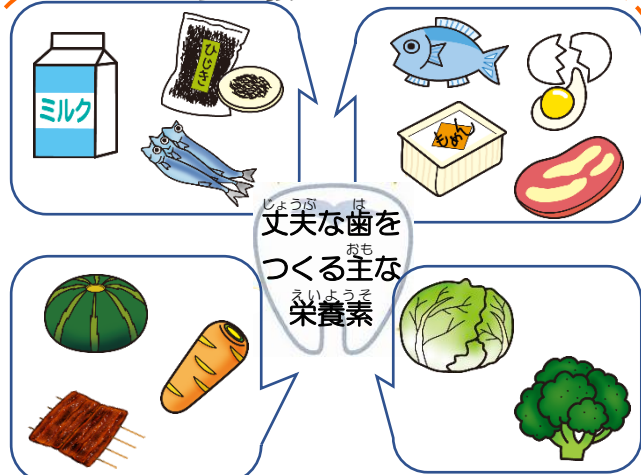 ミルク
ひじき
もめん
じょうぶ は
丈夫な歯を
おも
つくる主な
えいようそ
栄養素